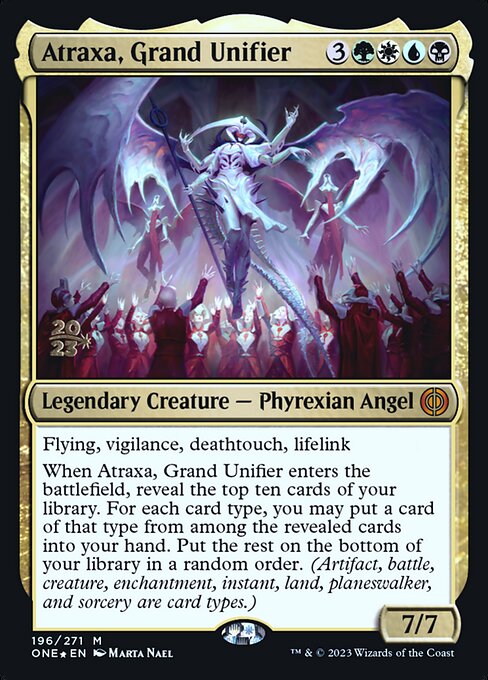 Atraxa, Grand Unifier 3
20
23
Legendary Creature — Phyrexian Angel
Flying, vigilance, deathtouch, lifelink
When Atraxa, Grand Unifier enters the
battlefield, reveal the top ten cards of your
library. For each card type, you may put a card
of that type from among the revealed cards
into your hand. Put the rest on the bottom of
your library in a random order. (Artifact, battle,
creature, enchantment, instant, land, planeswalker,
and sorcery are card types.)
7/7
196/271 M
ONE★EN Marta Nael ™ & © 2023 Wizards of the Coast